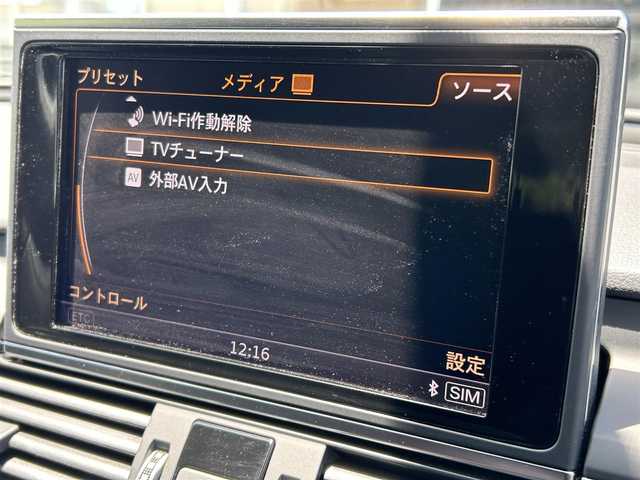 プリセット
メディア
ソース
Wi-Fi作動解除
TVチューナー
AV 外部AV入力
コントロール
ETC
12:16
設定
SIM